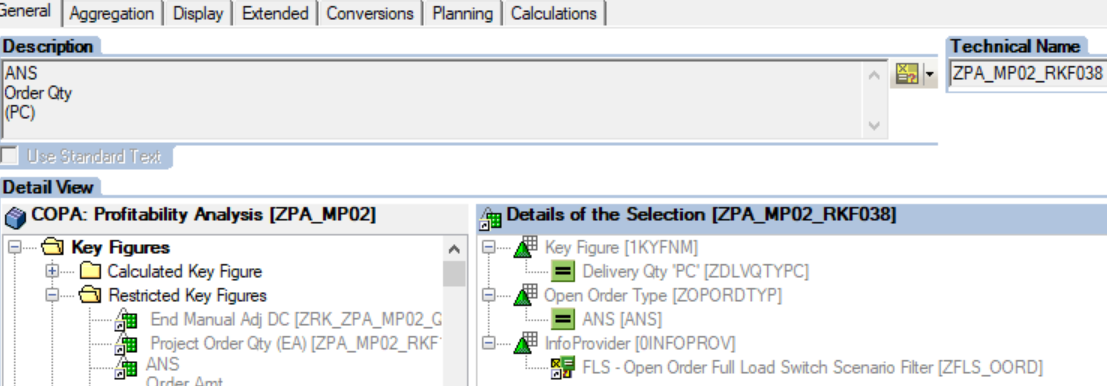 General Aggregation Display Extended Conversions Planning Calculations
Description
Technical Name
ANS
Order Qty
(PC)
ZPA_MP02_RKF038
Use Standard Text
Detail View
COPA: Profitability Analysis [ZPA_MP02]
Key Figures
Calculated Key Figure
Restricted Key Figures
End Manual Adj DC [ZRK_ZPA_MP02_Q
Project Order Qty (EA) [ZPA_MP02_RKF
ANS
Order Amt
Details of the Selection [ZPA_MP02_RKF038]
Key Figure [1KYFNM]
Delivery Qty 'PC' [ZDLVQTYPC]
Open Order Type [ZOPORDTYP]
ANS [ANS]
InfoProvider [0INFOPROV]
FLS - Open Order Full Load Switch Scenario Filter [ZFLS_OORD]